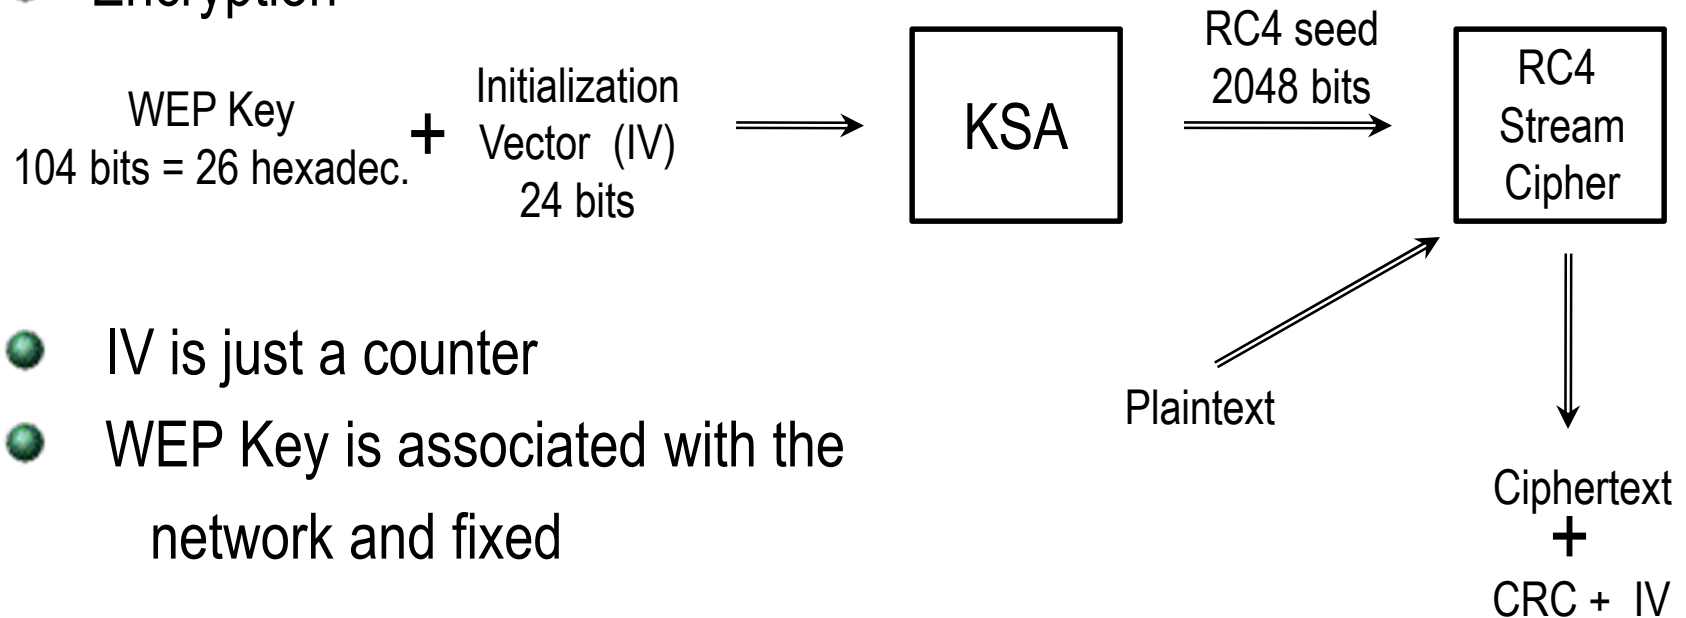 Encryption
WEP Key
104 bits = 26 hexadec.
+
Initialization
Vector (IV)
24 bits
KSA
RC4 seed
2048 bits
RC4
Stream
Cipher
IV is just a counter
WEP Key is associated with the
network and fixed
Plaintext
Ciphertext
+
CRC + IV